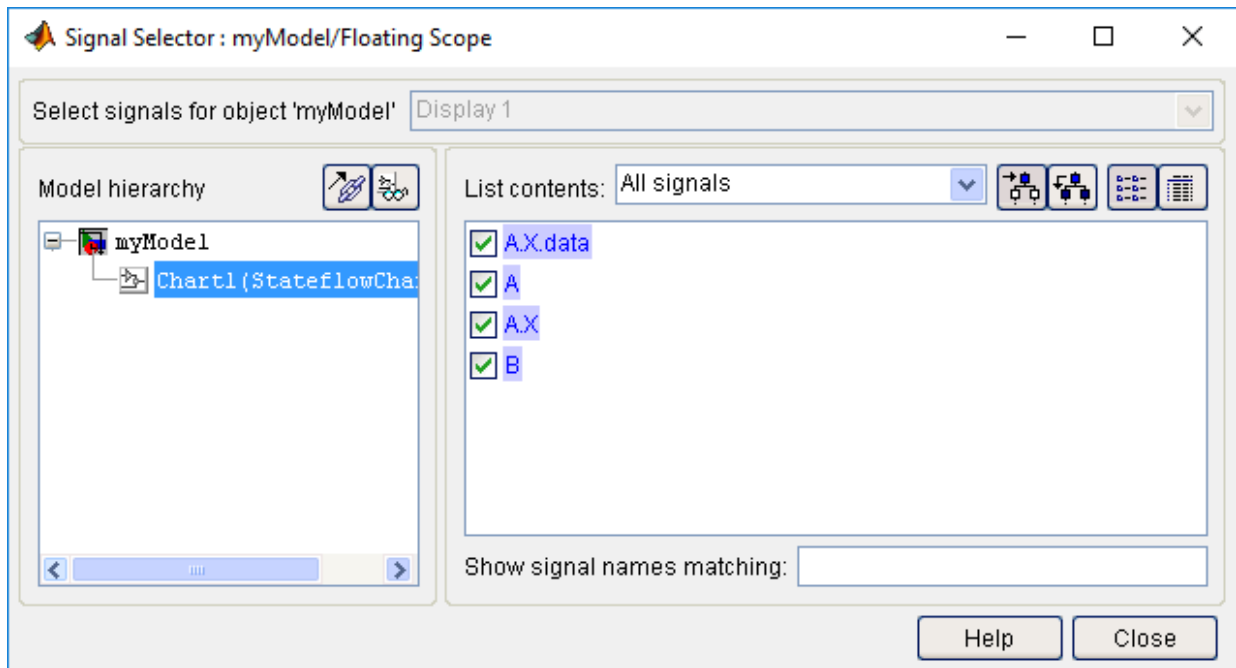 Signal Selector : myModel/Floating Scope
Select signals for object 'myModel' Display 1
Model hierarchy
List contents: All signals
myModel
Chart1(StateflowCha
A.X.data
A
A.X
B
Show signal names matching:
Help Close